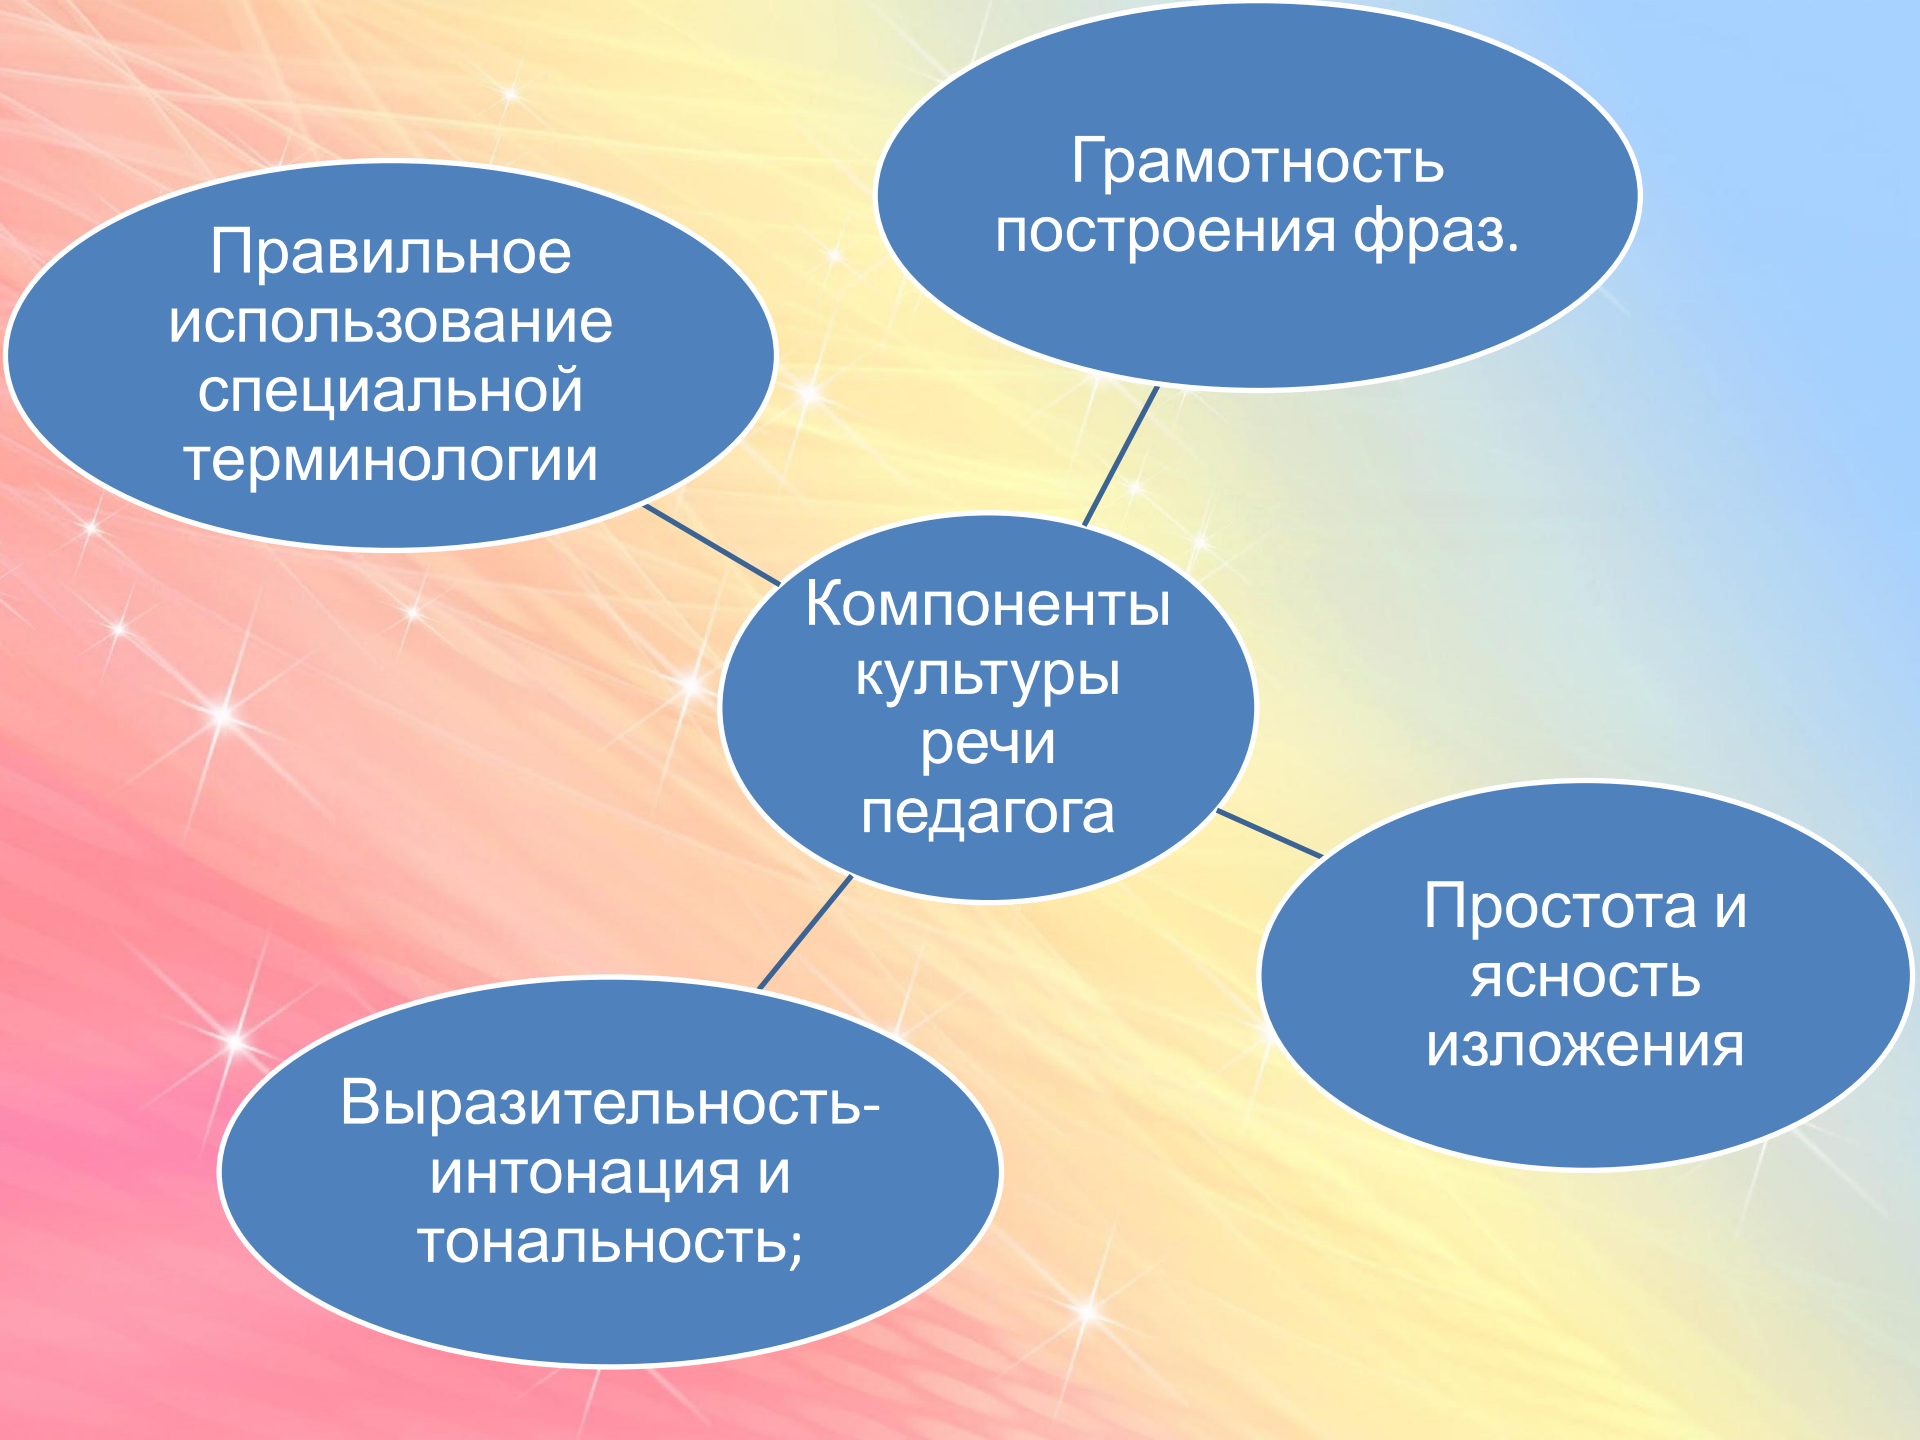 Грамотность
построения фраз.
Правильное
использование
специальной
терминологии
Компоненты
культуры
речи
педагога
Простота и
ясность
изложения
Выразительность-
интонация и
тональность;